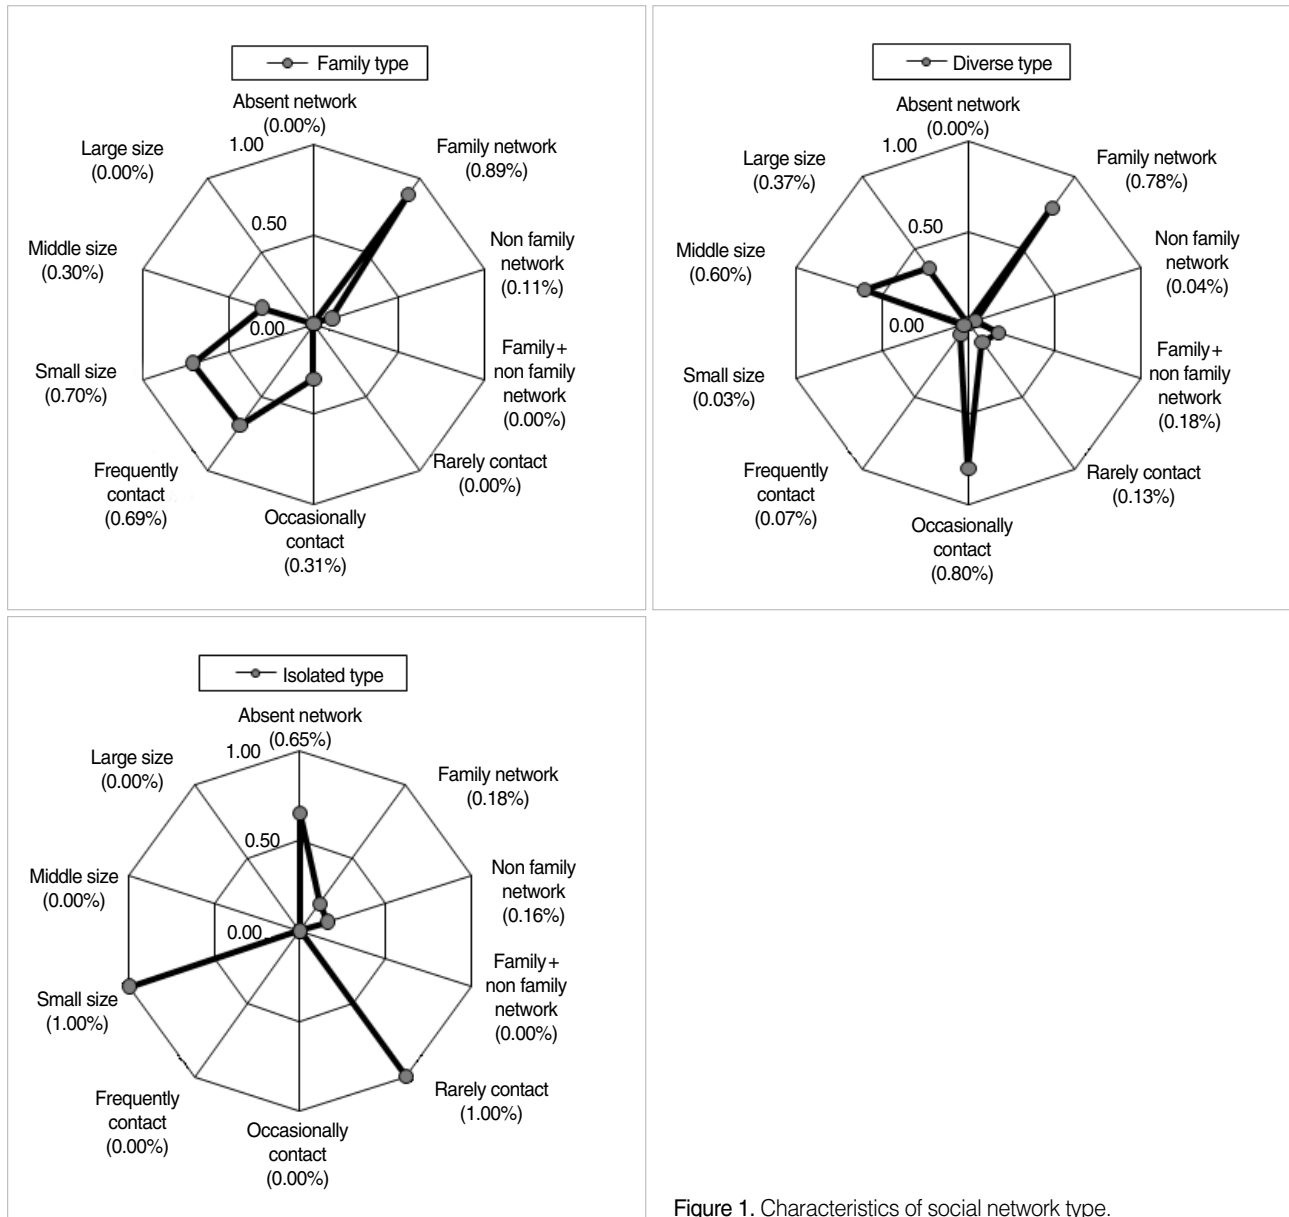 Family type
Absent network
(0.00%)
1.00
Family network
(0.89%)
Large size
(0.00%)
0.50
Non family
network
(0.11%)
Middle size
(0.30%)
0.00
Family+
non family
network
(0.00%)
Small size
(0.70%)
Rarely contact
(0.00%)
Frequently
contact
(0.69%)
Occasionally
contact
(0.31%)
Diverse type
Absent network
(0.00%)
1.00
Family network
(0.78%)
Large size
(0.37%)
0.50
Non family
network
(0.04%)
Middle size
(0.60%)
0.00
Family+
non family
network
(0.18%)
Small size
(0.03%)
Rarely contact
(0.13%)
Frequently
contact
(0.07%)
Occasionally
contact
(0.80%)
Isolated type
Absent network
(0.65%)
1.00
Family network
(0.18%)
Large size
(0.00%)
0.50
Non family
network
(0.16%)
Middle size
(0.00%)
0.00
Family+
non family
network
(0.00%)
Small size
(1.00%)
Rarely contact
(1.00%)
Frequently
contact
(0.00%)
Occasionally
contact
(0.00%)
Figure 1. Characteristics of social network type.